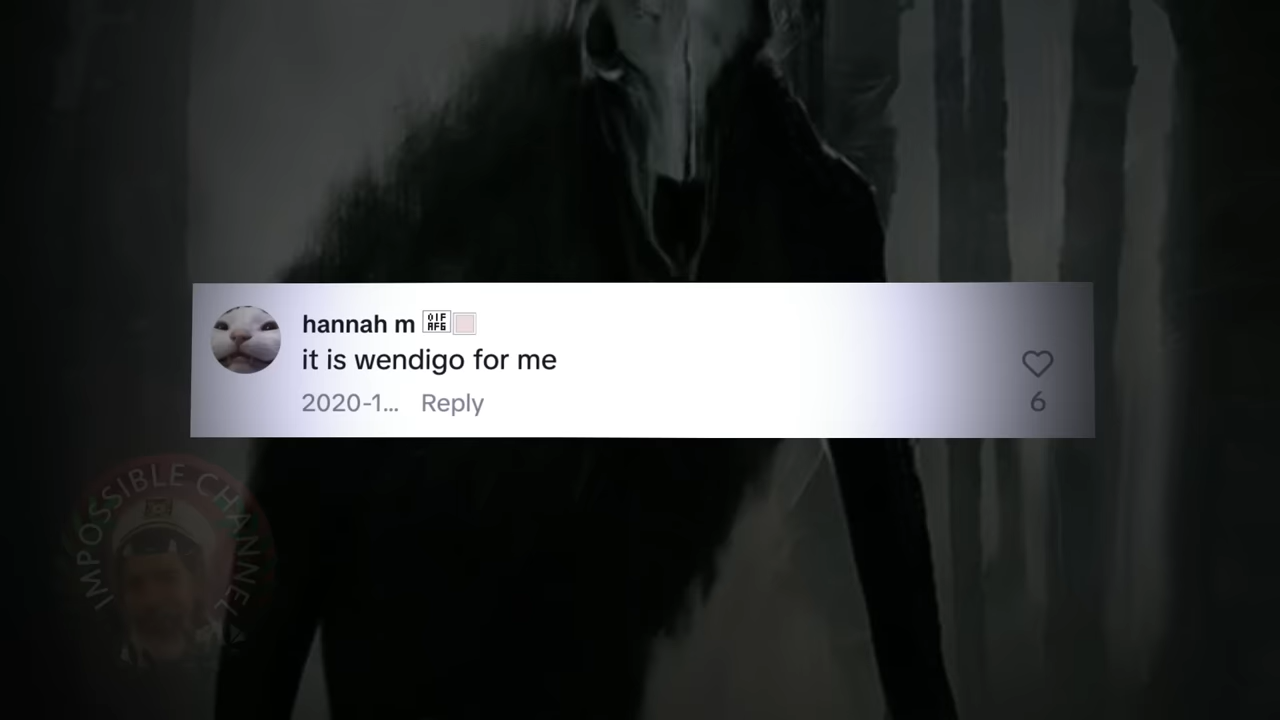 hannah m
it is wendigo for me
2020-1... Reply
6
IMPOSSIBLE CHANNEL